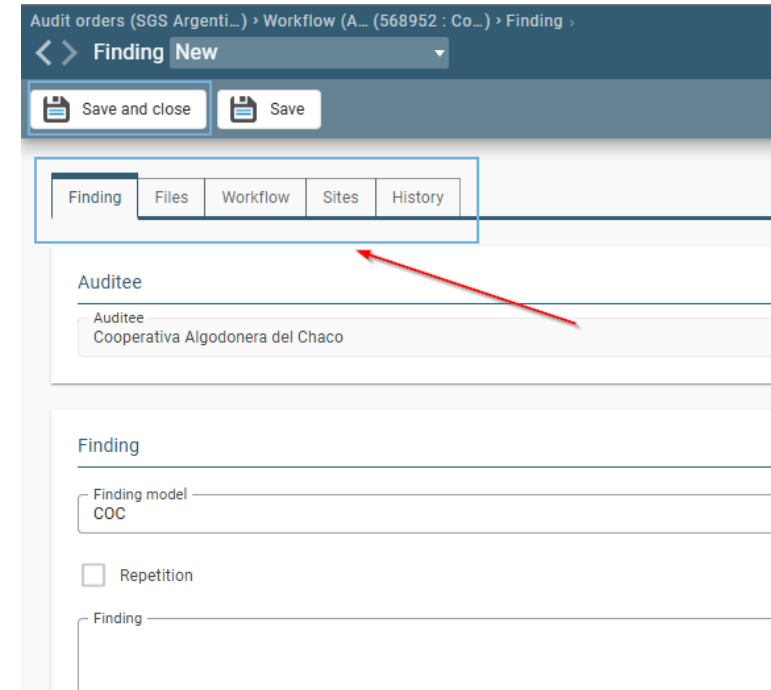 Audit orders (SGS Argenti...) › Workflow (A... (568952 : Co...) › Finding ›
Finding New
Save and close Save
Finding Files Workflow Sites History
Auditee
Auditee
Cooperativa Algodonera del Chaco
Finding
Finding model
COC
Repetition
Finding